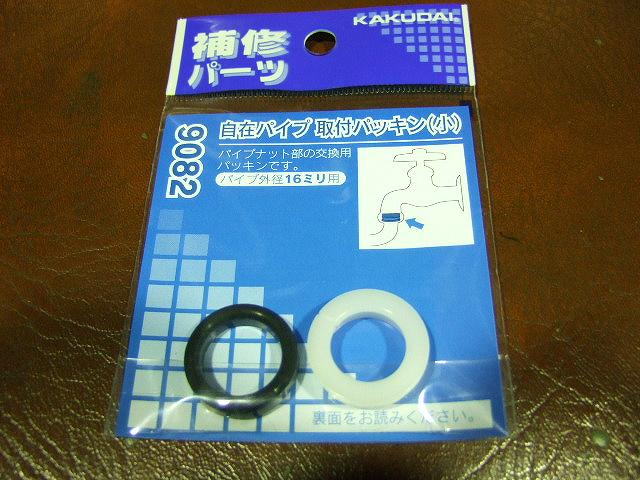 KAKUDAI
補修
パーツ
9082
自在パイプ 取付パッキン(小)
パイプナット部の交換用
パッキンです。
パイプ外径16ミリ用
裏面をお読みください。